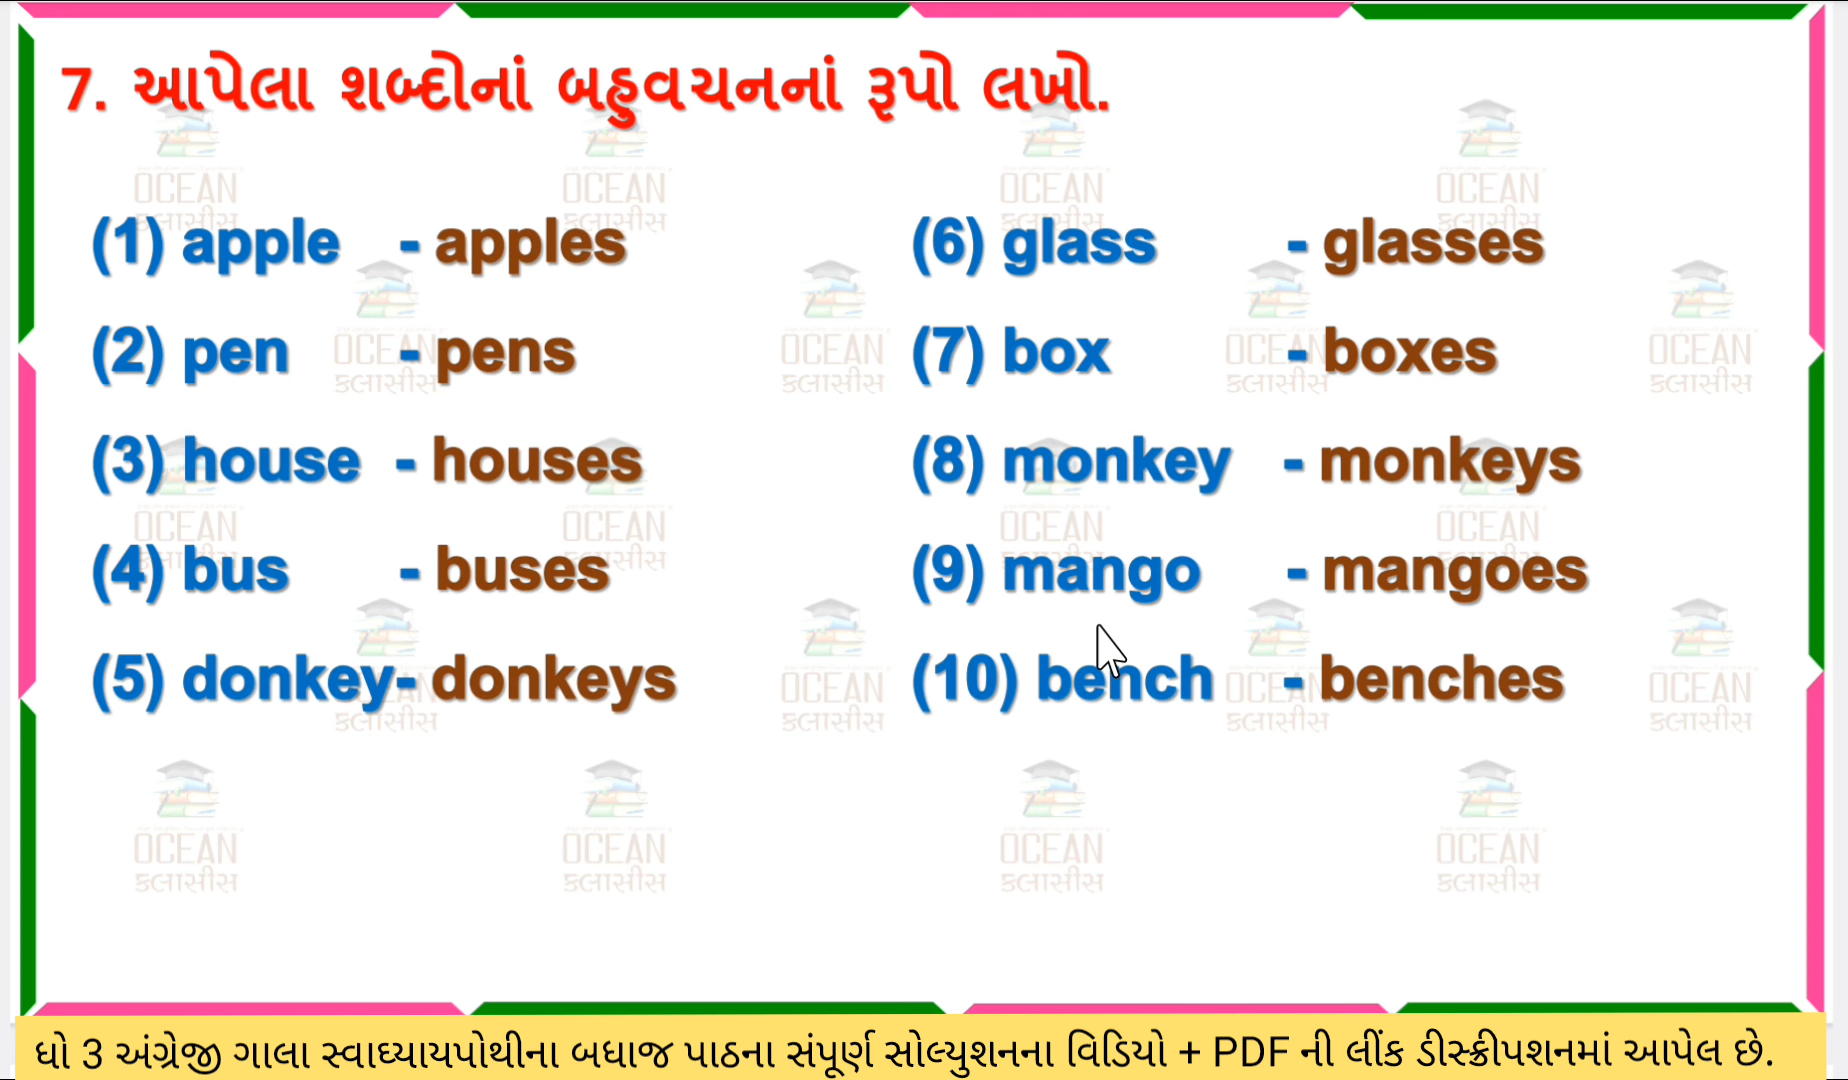 7. આપેલા શબ્દોનાં બહુવચનનાં રૂપો લખો.
(1) apple - apples
(2) pen - pens
(3) house - houses
(4) bus - buses
(5) donkey- donkeys
(6) glass - glasses
(7) box - boxes
(8) monkey - monkeys
(9) mango - mangoes
(10) bench - benches
OCEAN
ક્લાસીસ
ધો 3 અંગ્રેજી ગાલા સ્વાધ્યાયપોથીના બધાજ પાઠના સંપૂર્ણ સોલ્યુશનના વિડિયો + PDF ની લીંક ડીસ્ક્રીપશનમાં આપેલ છે.